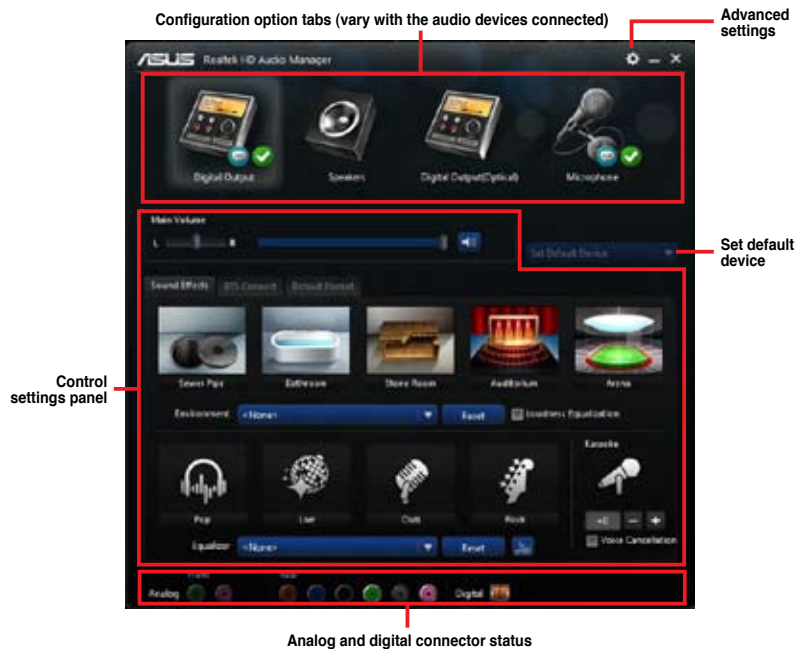 Configuration option tabs (vary with the audio devices connected)
Advanced
settings
ASUS Realtek HD Audio Manager
Digital Output
Speakers
Digital Output(Optical)
Microphone
Main Volume
L
R
Set Default Device
Set default
device
Sound Effects
DTS Connect
Default Format
Sewer Pipe
Bathroom
Stone Room
Auditorium
Arena
Control
settings panel
Environment
<None>
Reset
Loudness Equalization
Karaoke
Pop
Live
Club
Rock
+0
Equalizer
<None>
Reset
Voice Cancellation
Front
Rear
Analog
Digital
Analog and digital connector status